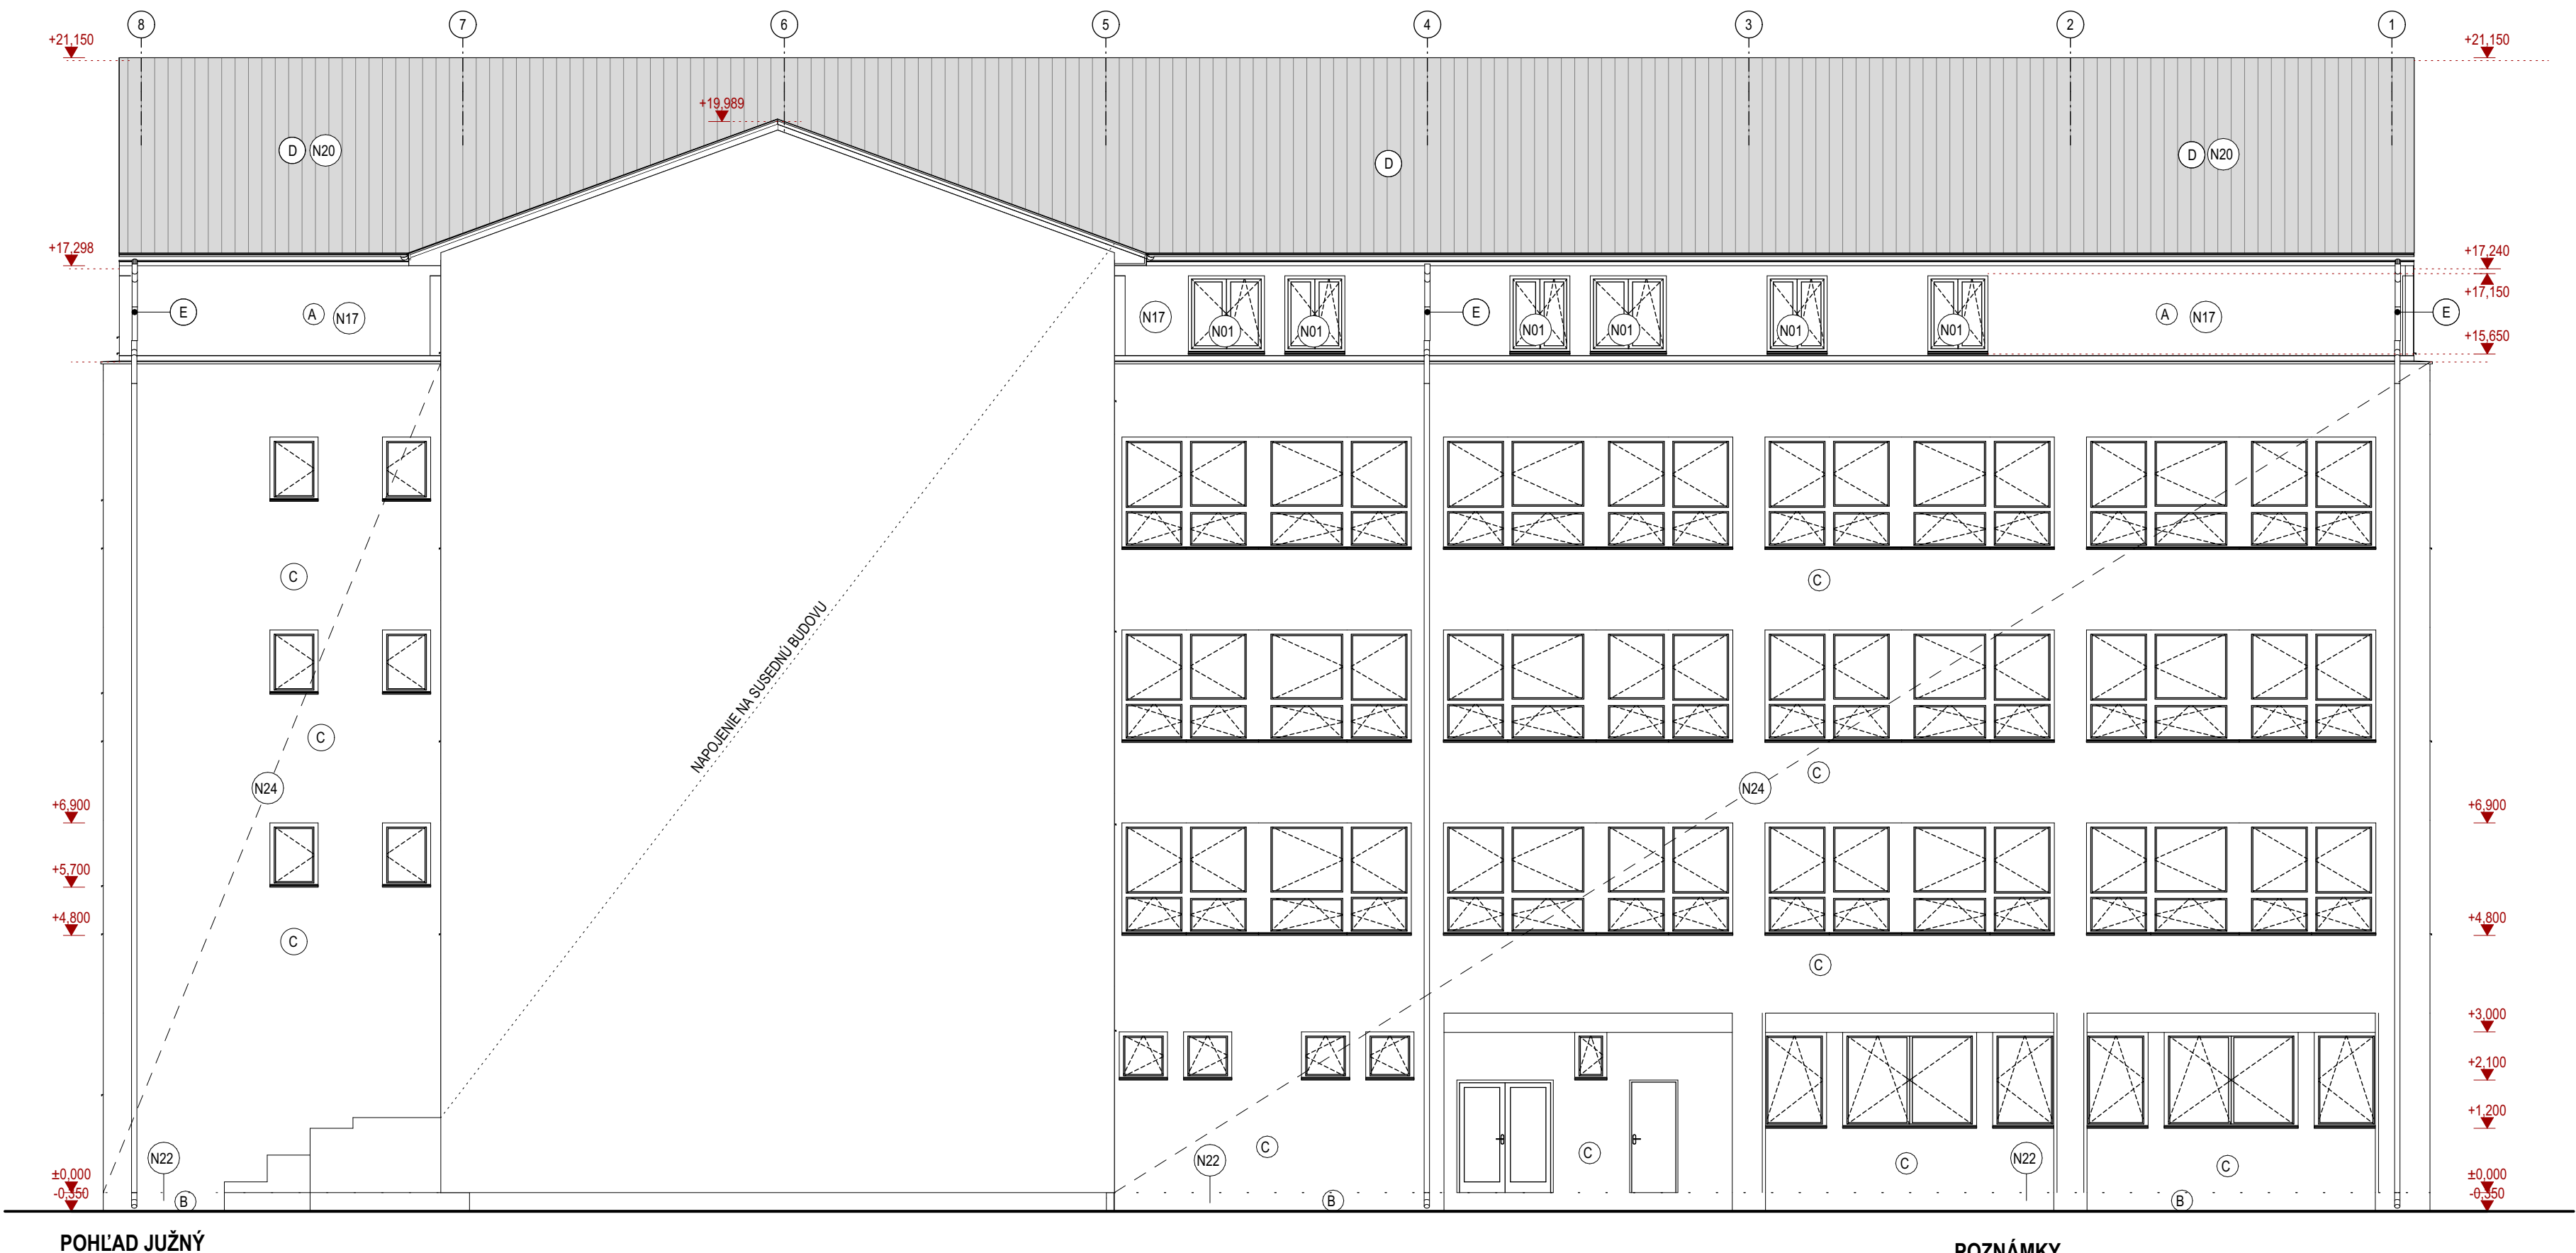 8 7 6 5 4 3 2 1
+21,150 +21,150
+19,989
D N20 D D N20
+17,298 +17,240
+17,150
E A N17 N17 N01 N01 E N01 N01 N01 N01 A N17 E
+15,650
C C
NAPOJENIE NA SUSEDNÚ BUDOVU
C C
N24 N24
+6,900 +6,900
+5,700
+4,800 +4,800
C C
+3,000
+2,100
+1,200
N22 N22 C C C N22 C
±0,000 ±0,000
-0,350 -0,350
B B B
POHĽAD JUŽNÝ
POZNÁMKY